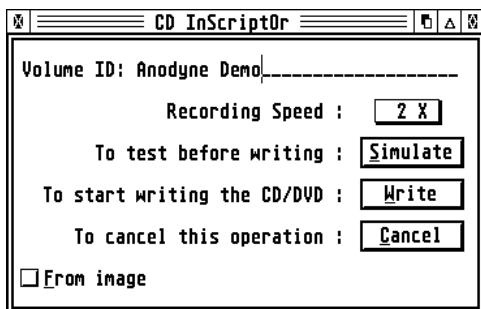 CD InScriptOr
Volume ID: Anodyne Demo___________________
Recording Speed : 2 X
To test before writing : Simulate
To start writing the CD/DVD : Write
To cancel this operation : Cancel
From image